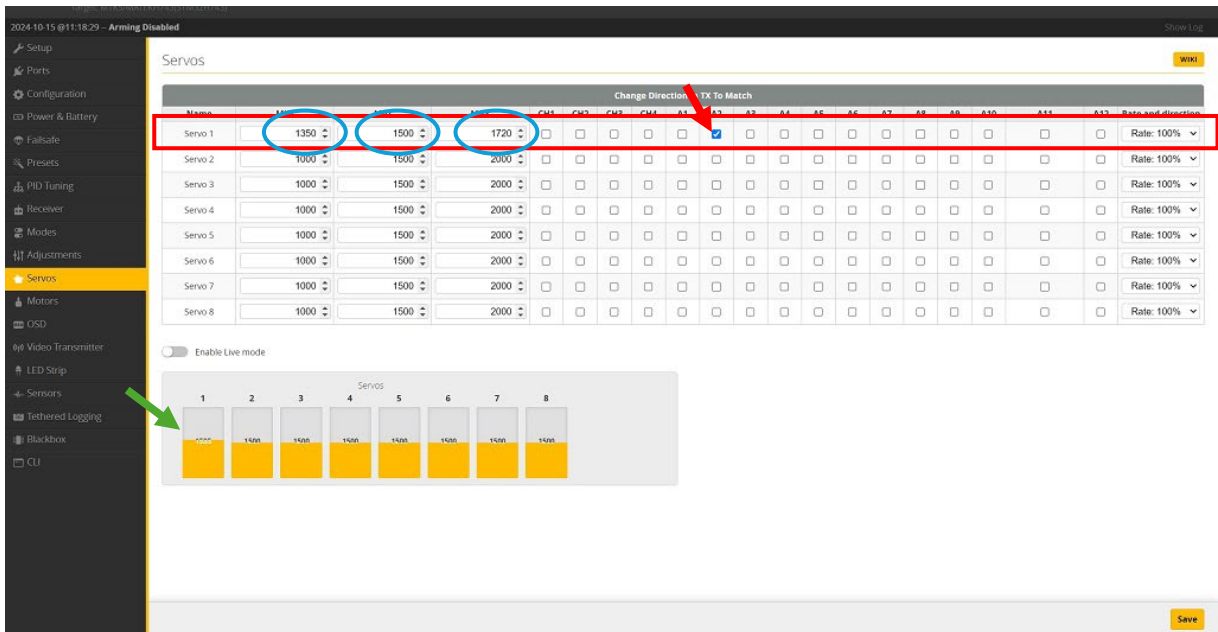 2024-10-15 @11:18:29 – Arming Disabled
Show Log
Setup
Ports
Configuration
Power & Battery
Failsafe
Presets
PID Tuning
Receiver
Modes
Adjustments
Servos
Motors
OSD
Video Transmitter
LED Strip
Sensors
Tethered Logging
Blackbox
CLI
Servos
WIKI
Change Direction TX To Match
Name CH1 CH2 CH3 CH4 A1 A2 A3 A4 A5 A6 A7 A8 A9 A10 A11 A12 Rate and direction
Servo 1 1350 1500 1720 Rate: 100%
Servo 2 1000 1500 2000 Rate: 100%
Servo 3 1000 1500 2000 Rate: 100%
Servo 4 1000 1500 2000 Rate: 100%
Servo 5 1000 1500 2000 Rate: 100%
Servo 6 1000 1500 2000 Rate: 100%
Servo 7 1000 1500 2000 Rate: 100%
Servo 8 1000 1500 2000 Rate: 100%
Enable Live mode
Servos
1 2 3 4 5 6 7 8
1500 1500 1500 1500 1500 1500 1500
Save